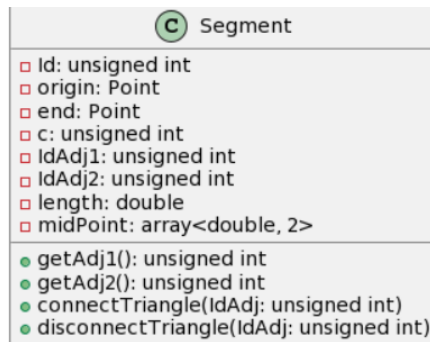 C Segment
Id: unsigned int
origin: Point
end: Point
c: unsigned int
IdAdj1: unsigned int
IdAdj2: unsigned int
length: double
midPoint: array<double, 2>
getAdj1(): unsigned int
getAdj2(): unsigned int
connectTriangle(IdAdj: unsigned int)
disconnectTriangle(IdAdj: unsigned int)